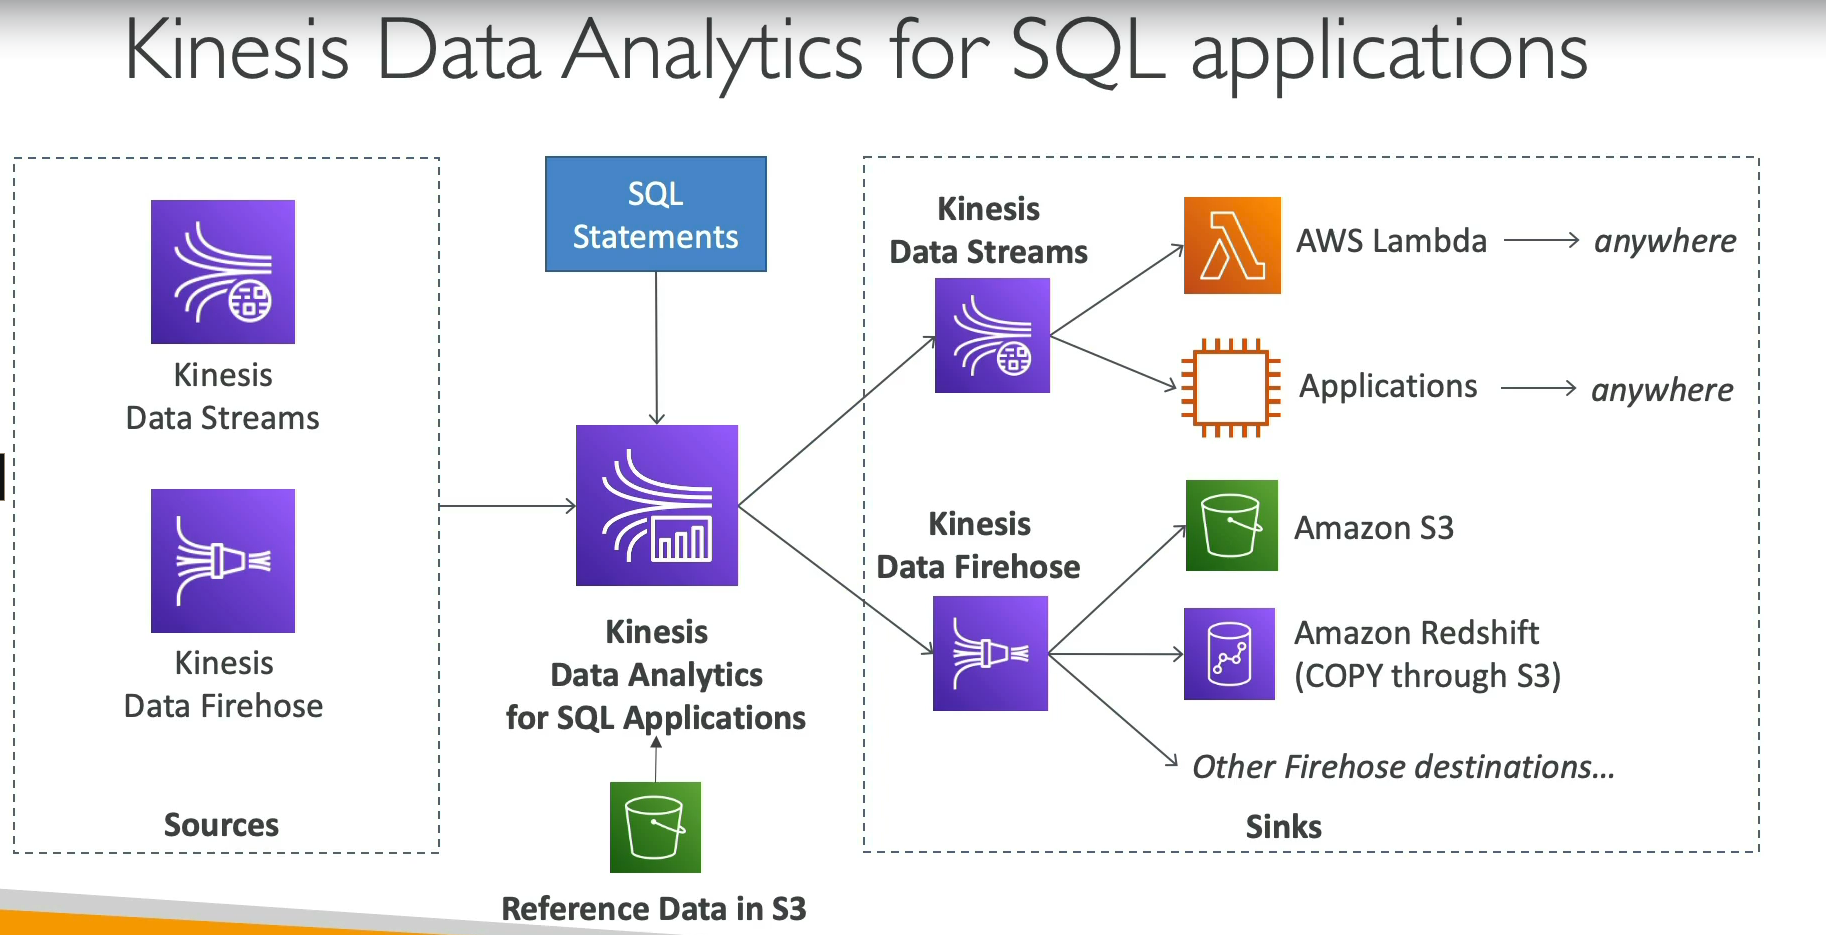 Kinesis Data Analytics for SQL applications
Kinesis
Data Streams
Kinesis
Data Firehose
Sources
SQL
Statements
Kinesis
Data Analytics
for SQL Applications
Reference Data in S3
Kinesis
Data Streams
AWS Lambda
anywhere
Applications
anywhere
Kinesis
Data Firehose
Amazon S3
Amazon Redshift
(COPY through S3)
Other Firehose destinations...
Sinks